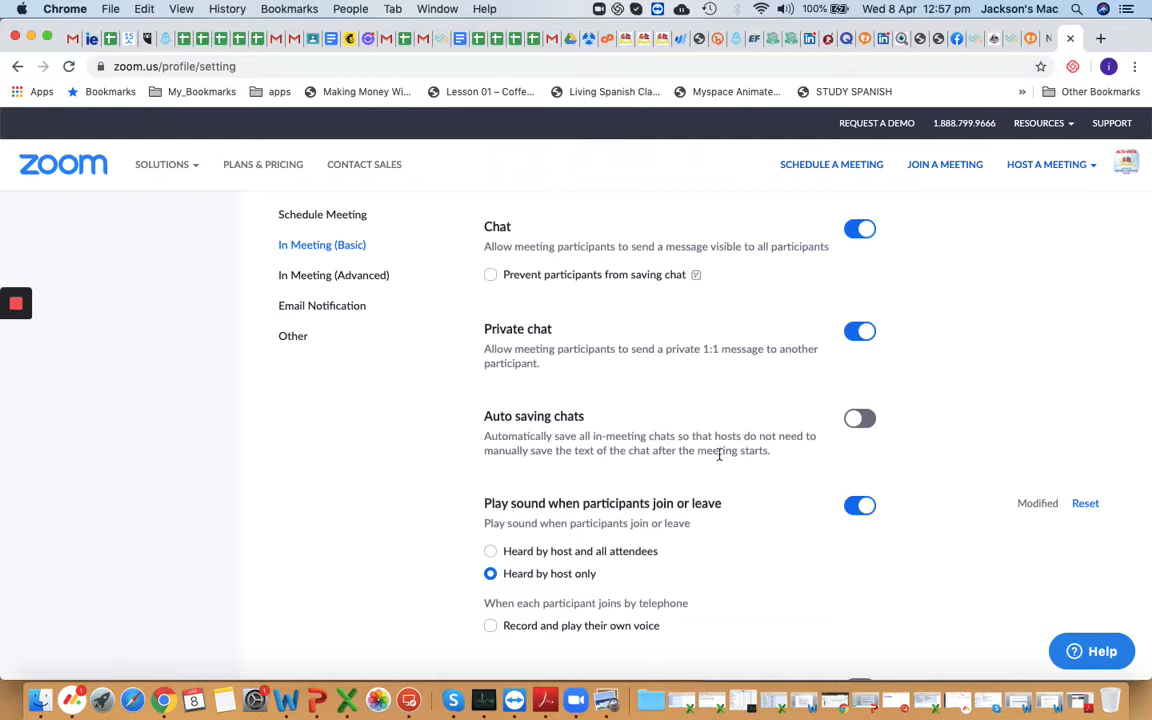 Chrome File Edit View History Bookmarks People Tab Window Help 100% Wed 8 Apr 12:57 pm Jackson's Mac
zoom.us/profile/setting
Apps Bookmarks My_Bookmarks apps Making Money Wi... Lesson 01 – Coffe... Living Spanish Cla... Myspace Animate... STUDY SPANISH » Other Bookmarks
REQUEST A DEMO 1.888.799.9666 RESOURCES SUPPORT
zoom SOLUTIONS PLANS & PRICING CONTACT SALES SCHEDULE A MEETING JOIN A MEETING HOST A MEETING
Schedule Meeting
In Meeting (Basic)
In Meeting (Advanced)
Email Notification
Other
Chat
Allow meeting participants to send a message visible to all participants
Prevent participants from saving chat
Private chat
Allow meeting participants to send a private 1:1 message to another
participant.
Auto saving chats
Automatically save all in-meeting chats so that hosts do not need to
manually save the text of the chat after the meeting starts.
Play sound when participants join or leave Modified Reset
Play sound when participants join or leave
Heard by host and all attendees
Heard by host only
When each participant joins by telephone
Record and play their own voice
Help